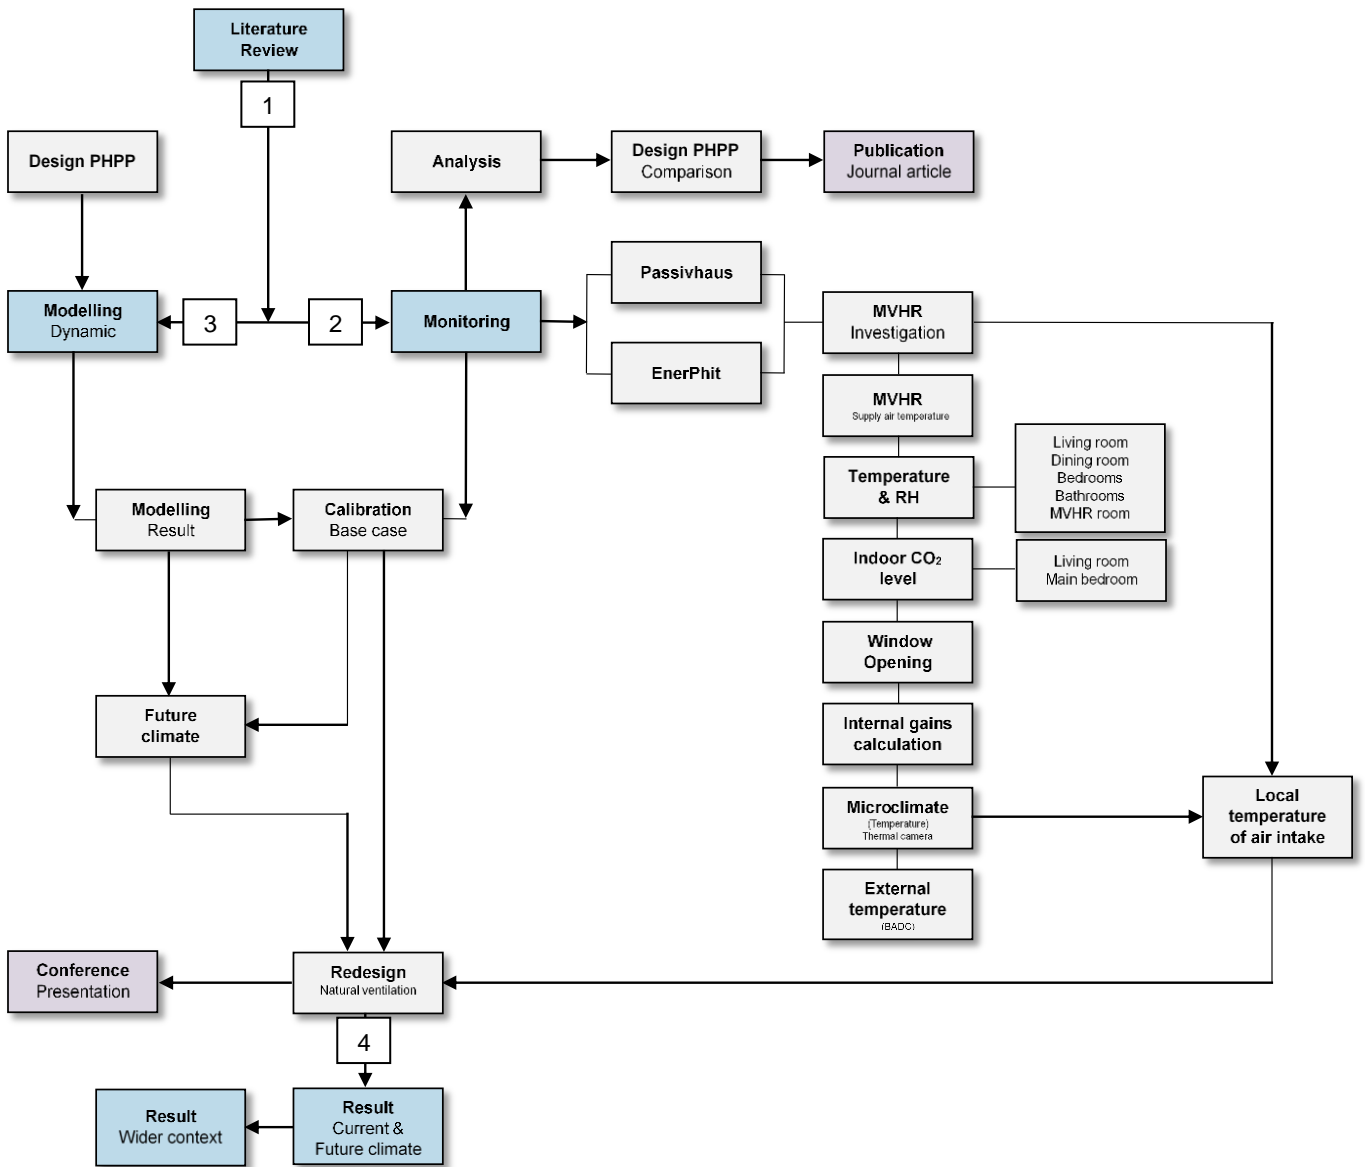 Literature
Review
1
Design PHPP
Analysis
Design PHPP
Comparison
Publication
Journal article
Passivhaus
Modelling
Dynamic
3
2
Monitoring
MVHR
Investigation
EnerPhit
MVHR
Supply air temperature
Living room
Dining room
Bedrooms
Bathrooms
MVHR room
Temperature
& RH
Modelling
Result
Calibration
Base case
Indoor CO₂
level
Living room
Main bedroom
Window
Opening
Future
climate
Internal gains
calculation
Microclimate
(Temperature)
Thermal camera
Local
temperature
of air intake
External
temperature
(BADC)
Conference
Presentation
Redesign
Natural ventilation
4
Result
Wider context
Result
Current &
Future climate